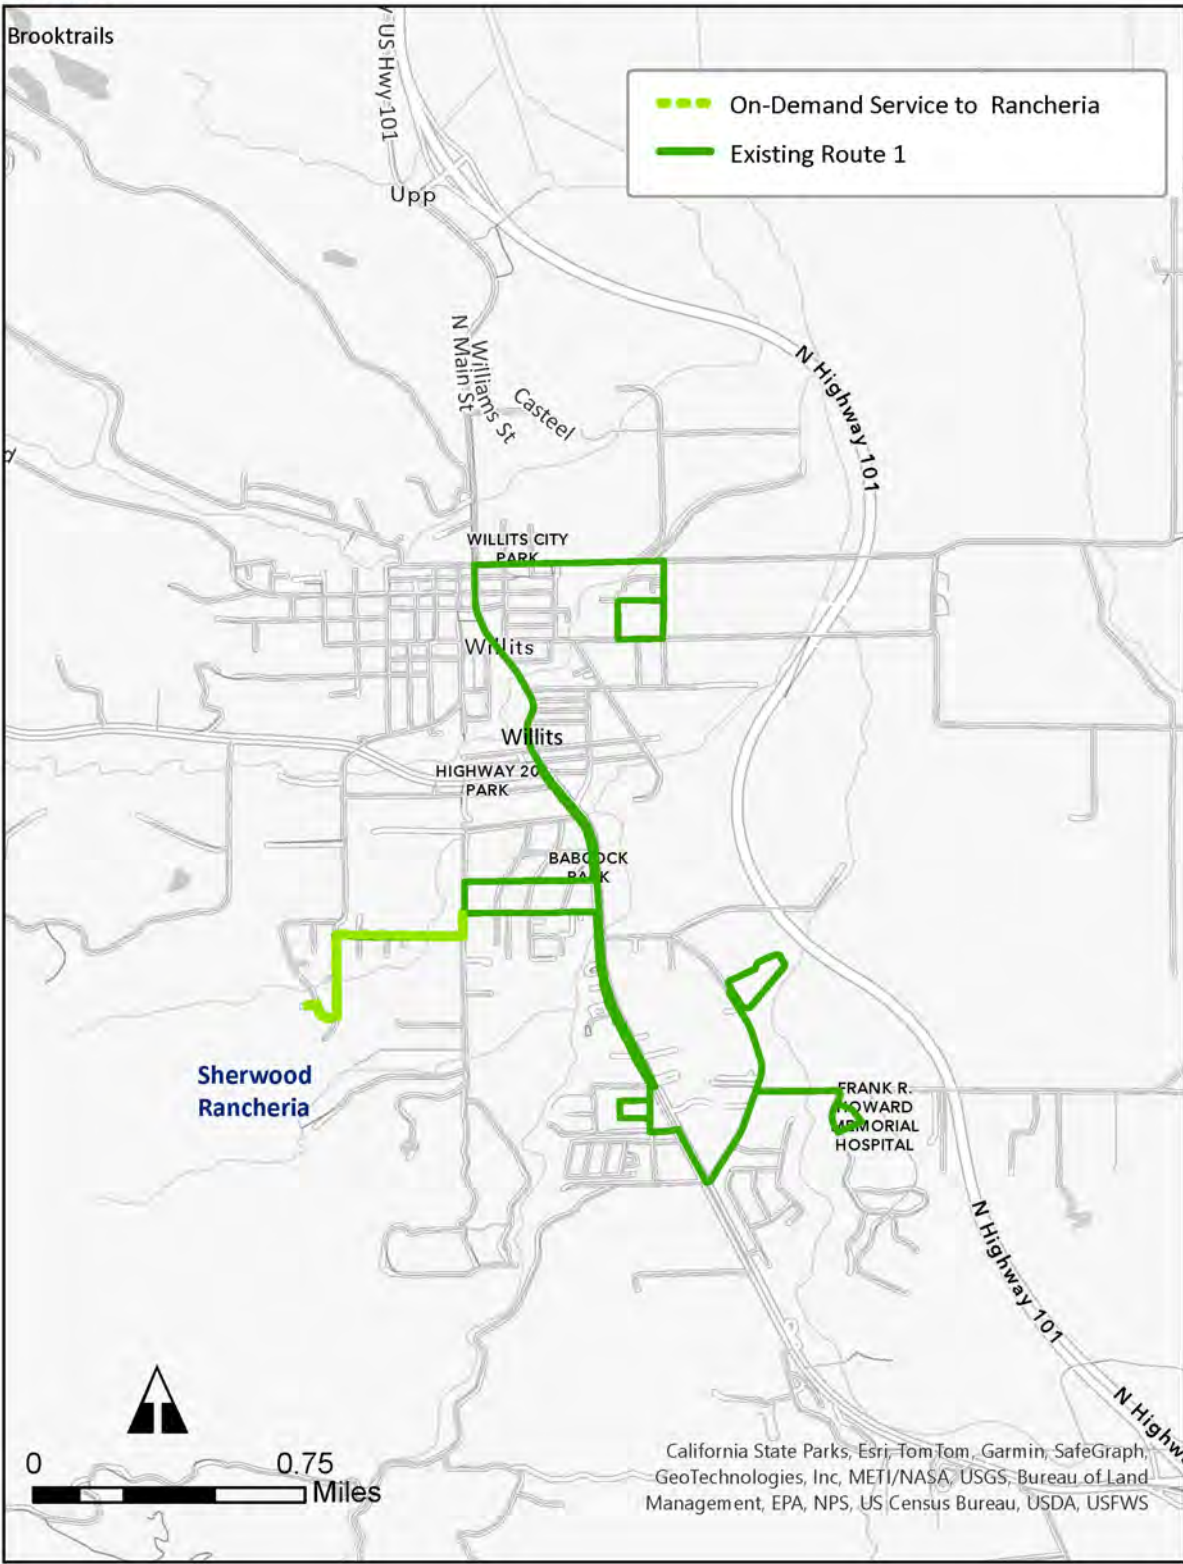 Brooktrails
US Hwy 101
On-Demand Service to Rancheria
Existing Route 1
Upp
N Main St
Williams St
Casteel
N Highway 101
WILLITS CITY
PARK
Willits
Willits
HIGHWAY 20
PARK
BABCOCK
PARK
Sherwood
Rancheria
FRANK R.
HOWARD
MEMORIAL
HOSPITAL
N Highway 101
N Highw
0
0.75
Miles
California State Parks, Esri, TomTom, Garmin, SafeGraph,
GeoTechnologies, Inc, METI/NASA, USGS, Bureau of Land
Management, EPA, NPS, US Census Bureau, USDA, USFWS